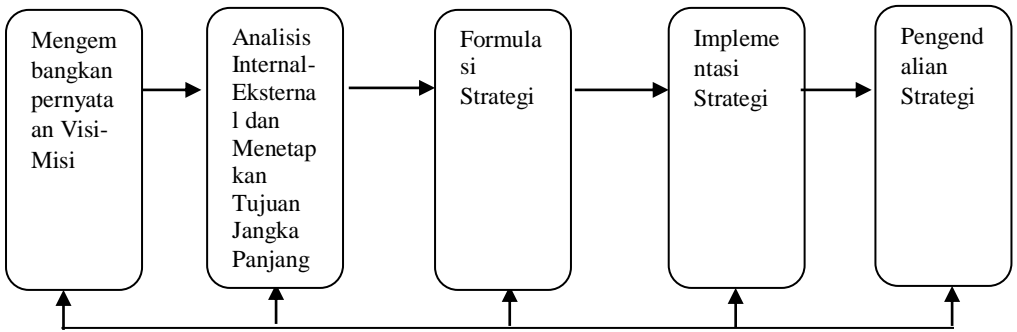 Mengem
bangkan
pernyata
an Visi-
Misi
Analisis
Internal-
Eksterna
l dan
Menetap
kan
Tujuan
Jangka
Panjang
Formula
si
Strategi
Impleme
ntasi
Strategi
Pengend
alian
Strategi